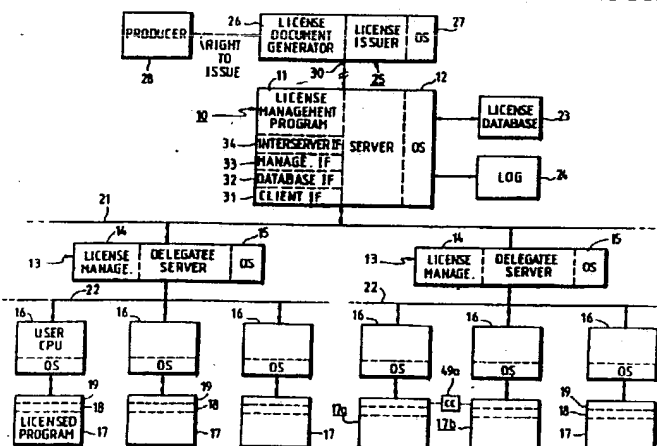 26 LICENSE DOCUMENT GENERATOR LICENSE ISSUER OS 27
PRODUCER
28
RIGHT TO ISSUE
30 25
11 12
10
LICENSE MANAGEMENT PROGRAM
SERVER
OS
34 INTERSERVER IF
33 MANAGE. IF
32 DATABASE IF
31 CLIENT IF
LICENSE DATABASE 23
LOG 24
21
14 15 14 15
13 LICENSE MANAGE. DELEGATEE SERVER OS
13 LICENSE MANAGE. DELEGATEE SERVER OS
22 22
16 16 16 16 16 16
USER CPU
OS OS OS OS OS OS
49a
CC
19 19 19
18 18 18
LICENSED PROGRAM 17 17 17 17a 17b 17